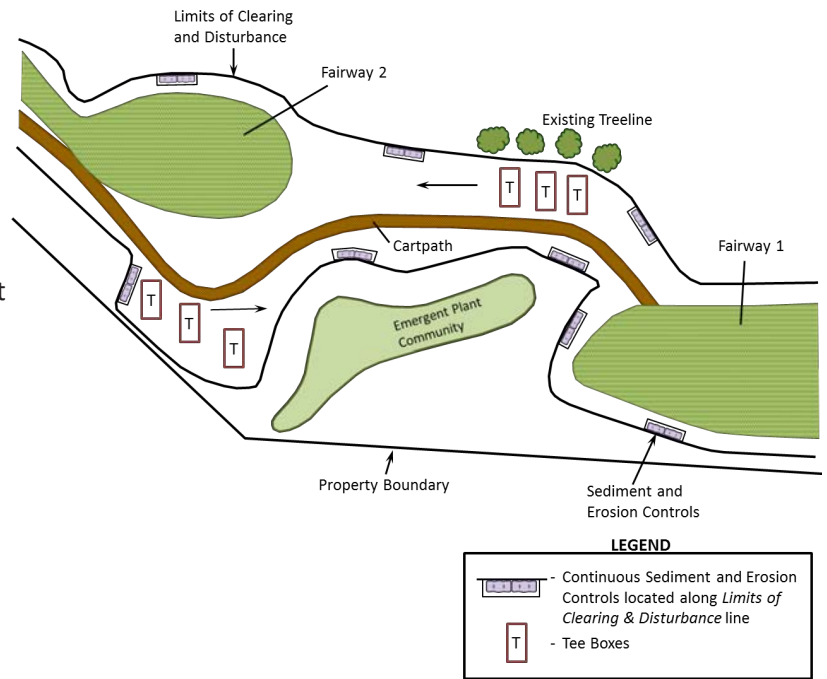 Limits of Clearing
and Disturbance
Fairway 2
Existing Treeline
T
T
T
Cartpath
Fairway 1
t
T
T
T
Emergent Plant
Community
Property Boundary
Sediment and
Erosion Controls
LEGEND
- Continuous Sediment and Erosion
Controls located along Limits of
Clearing & Disturbance line
T
- Tee Boxes